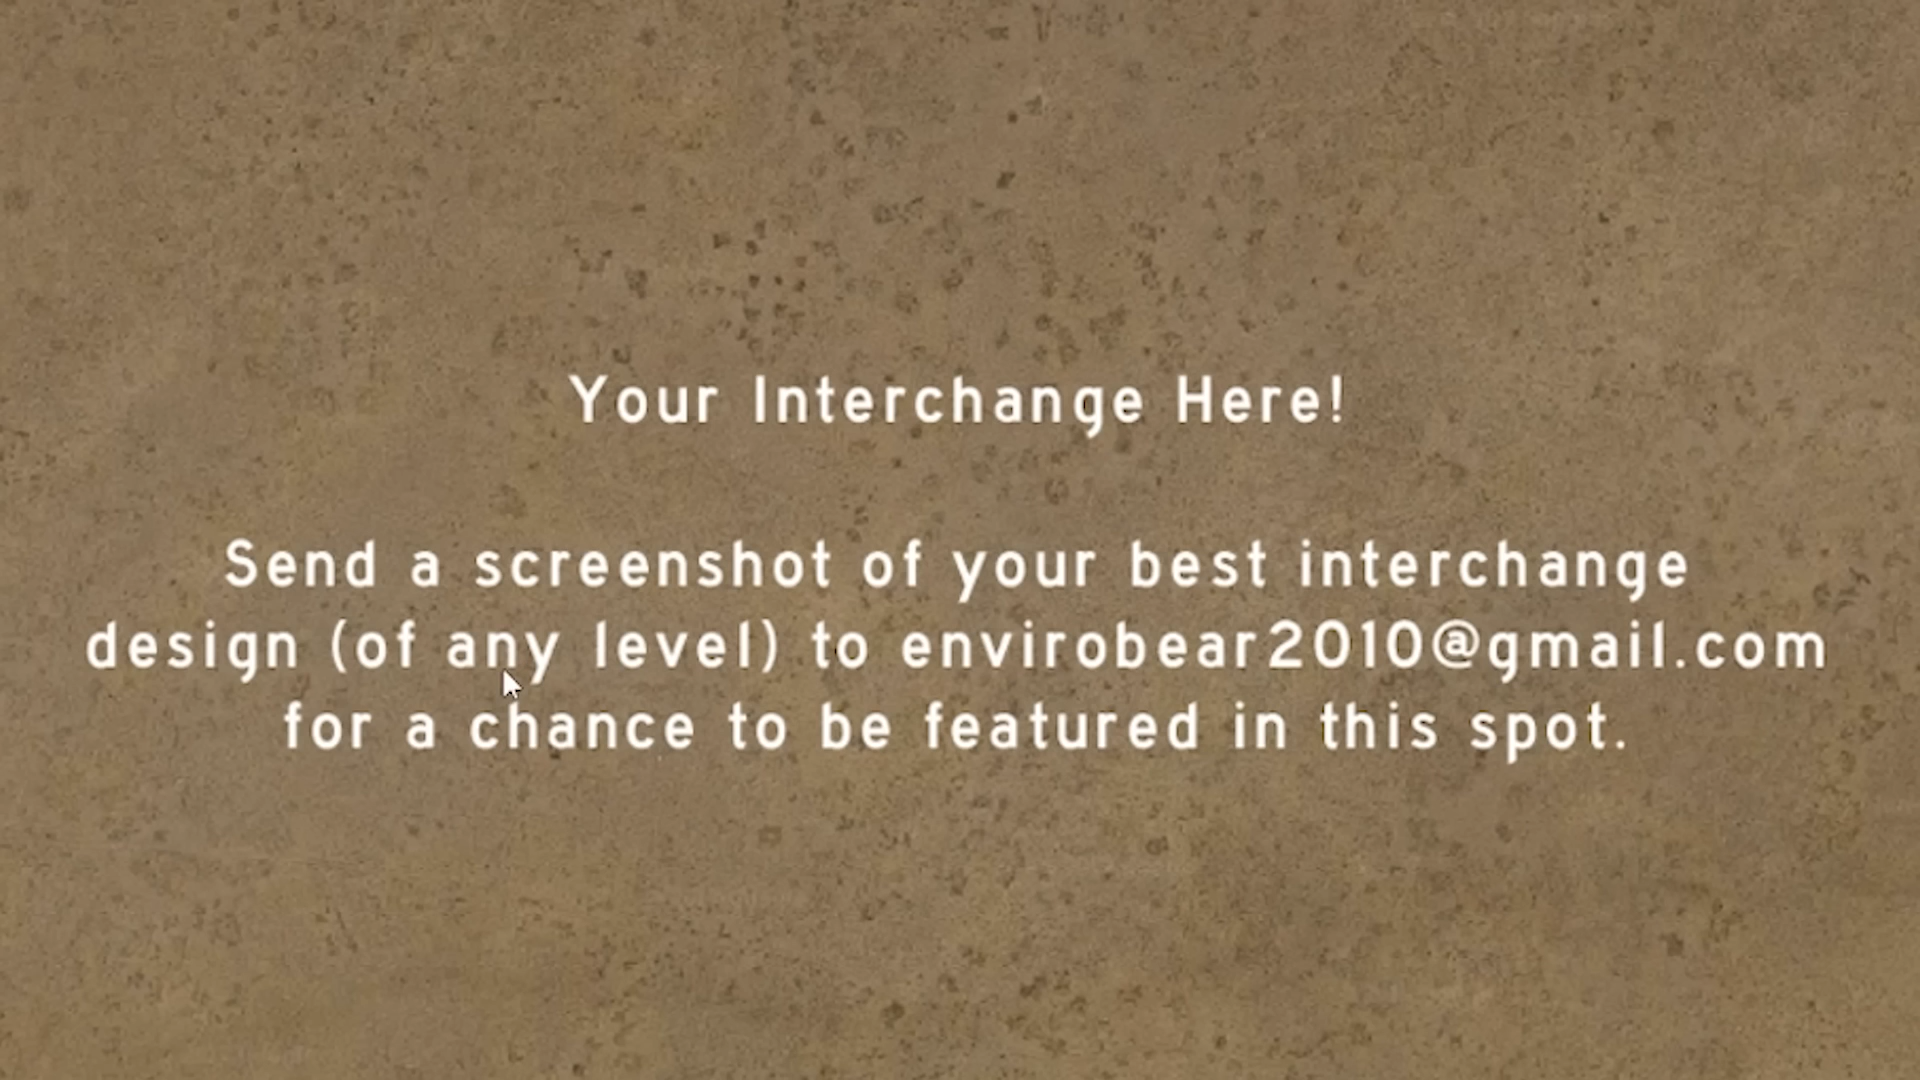 Your Interchange Here!
Send a screenshot of your best interchange
design (of any level) to envirobear2010@gmail.com
for a chance to be featured in this spot.